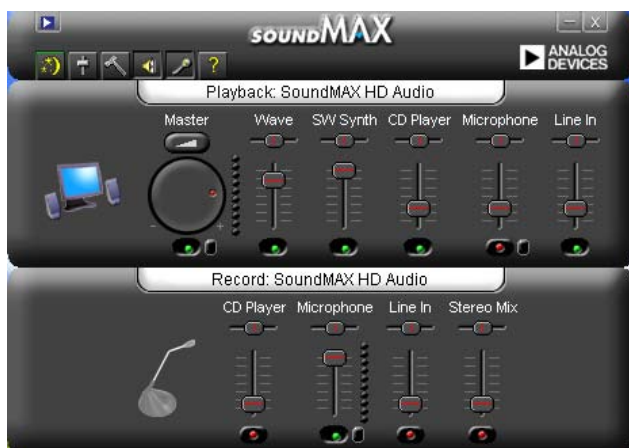 SOUNDMAX
ANALOG
DEVICES
Playback: SoundMAX HD Audio
Master Wave SW Synth CD Player Microphone Line In
- +
Record: SoundMAX HD Audio
CD Player Microphone Line In Stereo Mix